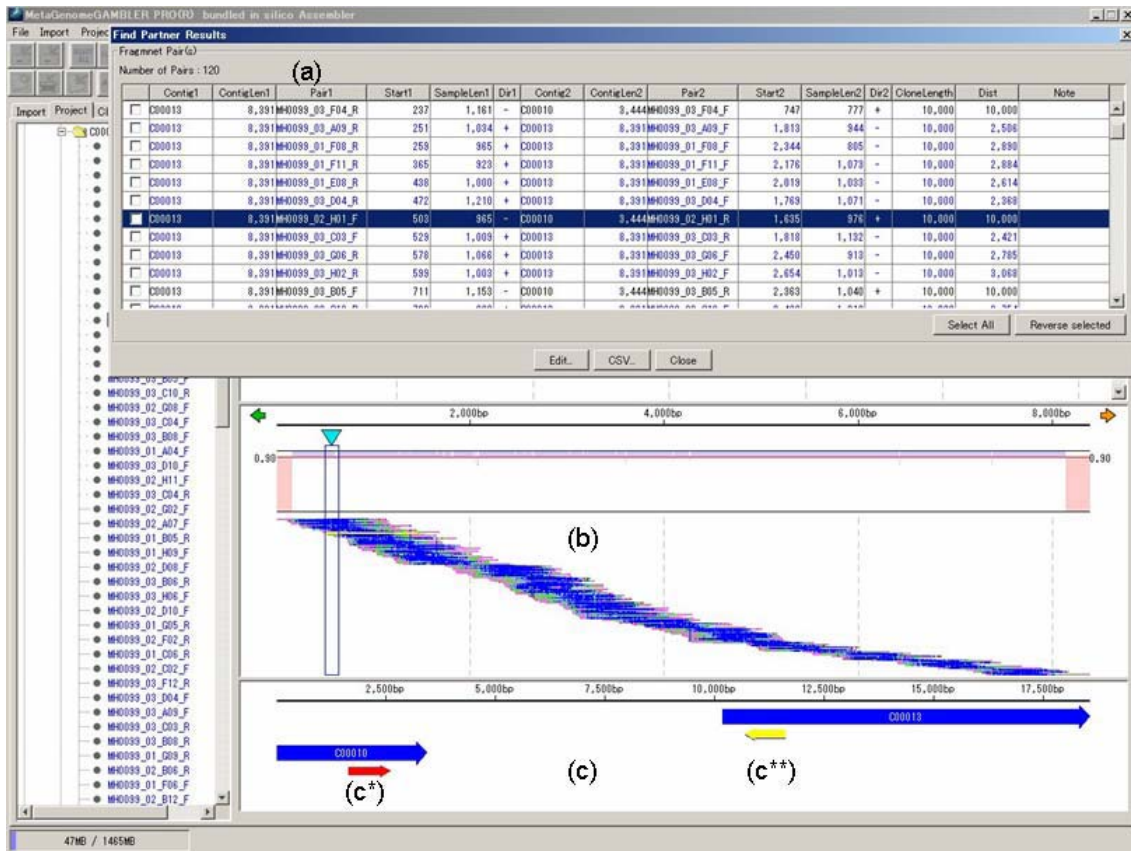 MetaGenomeGAMBLER PRO(R) bundled in silico Assembler
File Import Projec
Find Partner Results
Fragmnet Pair(s)
Number of Pairs : 120
(a)
Contig1 ContigLen1 Pair1 Start1 SampleLen1 Dir1 Contig2 ContigLen2 Pair2 Start2 SampleLen2 Dir2 CloneLength Dist Note
C00013 8,391 MH0099_03_F04_R 237 1,161 - C00010 3,444 MH0099_03_F04_F 747 777 + 10,000 10,000
C00013 8,391 MH0099_03_A09_R 251 1,034 + C00013 8,391 MH0099_03_A09_F 1,813 944 - 10,000 2,506
C00013 8,391 MH0099_01_F08_R 259 965 + C00013 8,391 MH0099_01_F08_F 2,344 805 - 10,000 2,890
C00013 8,391 MH0099_01_F11_R 365 923 + C00013 8,391 MH0099_01_F11_F 2,176 1,073 - 10,000 2,884
C00013 8,391 MH0099_01_E08_R 438 1,000 + C00013 8,391 MH0099_01_E08_F 2,019 1,033 - 10,000 2,614
C00013 8,391 MH0099_03_D04_R 472 1,210 + C00013 8,391 MH0099_03_D04_F 1,769 1,071 - 10,000 2,368
C00013 8,391 MH0099_02_H01_F 503 965 - C00010 3,444 MH0099_02_H01_R 1,635 976 + 10,000 10,000
C00013 8,391 MH0099_03_C03_F 529 1,009 + C00013 8,391 MH0099_03_C03_R 1,818 1,132 - 10,000 2,421
C00013 8,391 MH0099_03_G06_R 578 1,066 + C00013 8,391 MH0099_03_G06_F 2,450 913 - 10,000 2,785
C00013 8,391 MH0099_03_H02_R 599 1,003 + C00013 8,391 MH0099_03_H02_F 2,654 1,013 - 10,000 3,068
C00013 8,391 MH0099_03_B05_F 711 1,153 - C00010 3,444 MH0099_03_B05_R 2,363 1,040 + 10,000 10,000
Select All Reverse selected
Edit... CSV... Close
Import Project
MH0099_03_B05_F
MH0099_03_C10_R
MH0099_02_G08_F
MH0099_03_C04_F
MH0099_03_B08_F
MH0099_01_A04_F
MH0099_03_D10_F
MH0099_02_H11_F
MH0099_03_C04_R
MH0099_02_G02_F
MH0099_02_A07_F
MH0099_01_B05_R
MH0099_01_H09_F
MH0099_02_D08_F
MH0099_03_B06_R
MH0099_03_H06_F
MH0099_02_D10_F
MH0099_01_G05_R
MH0099_02_F02_R
MH0099_01_C06_R
MH0099_02_C02_F
MH0099_03_F12_R
MH0099_03_D04_F
MH0099_03_A09_F
MH0099_03_C03_R
MH0099_03_B08_R
MH0099_01_G09_R
MH0099_02_B06_R
MH0099_01_F06_F
MH0099_02_B12_F
2,000bp 4,000bp 6,000bp 8,000bp
0.90 0.90
(b)
2,500bp 5,000bp 7,500bp 10,000bp 12,500bp 15,000bp 17,500bp
C00013
C00010
(c*) (c) (c**)
47MB / 1465MB